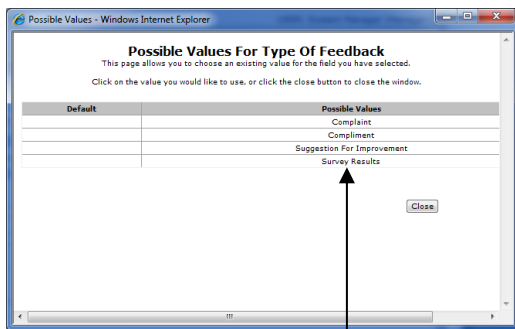 Possible Values - Windows Internet Explorer
Possible Values For Type Of Feedback
This page allows you to choose an existing value for the field you have selected.
Click on the value you would like to use, or click the close button to close the window.
Default Possible Values
Complaint
Compliment
Suggestion For Improvement
Survey Results
Close